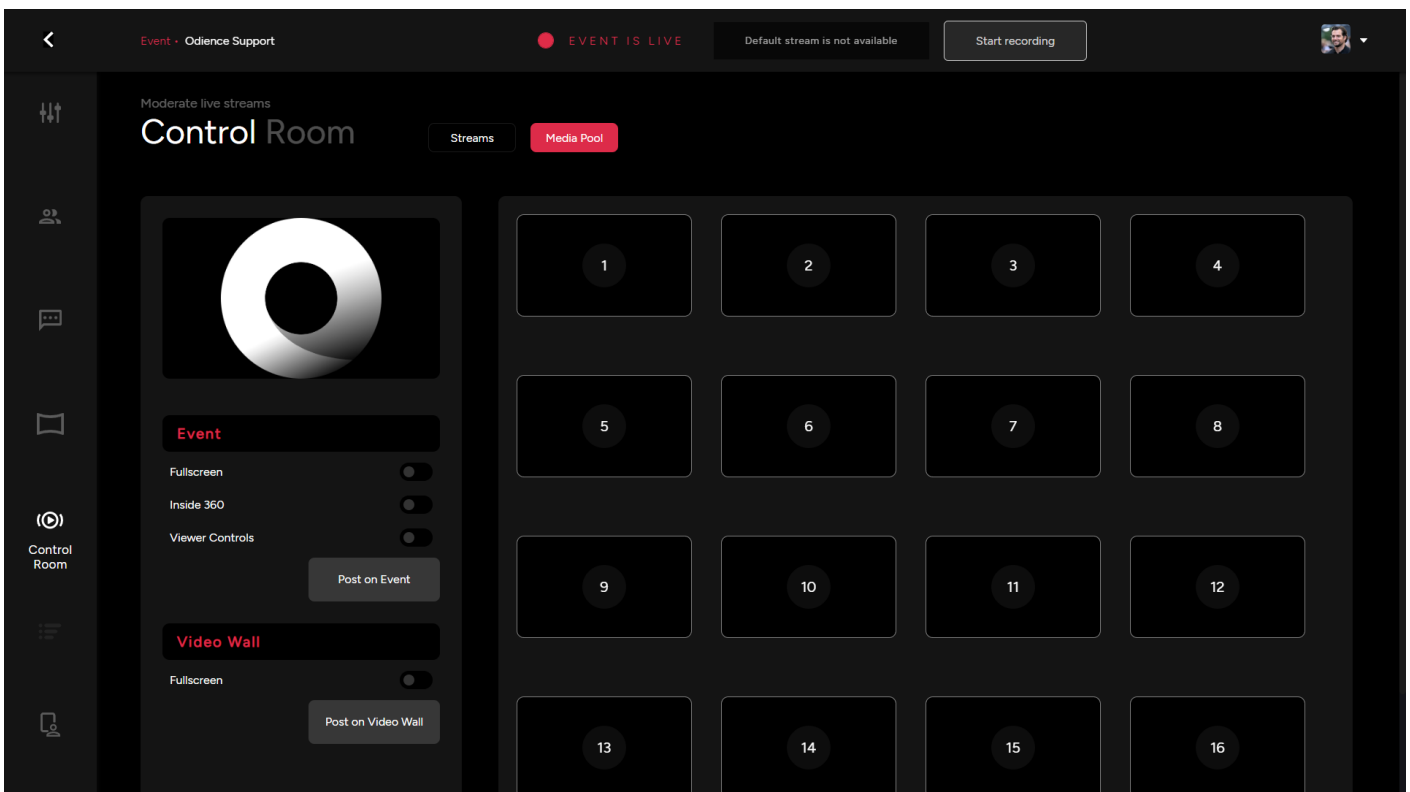 Event • Odience Support
EVENT IS LIVE
Default stream is not available
Start recording
Moderate live streams
Control Room
Streams
Media Pool
Control
Room
Event
Fullscreen
Inside 360
Viewer Controls
Post on Event
Video Wall
Fullscreen
Post on Video Wall
1
2
3
4
5
6
7
8
9
10
11
12
13
14
15
16